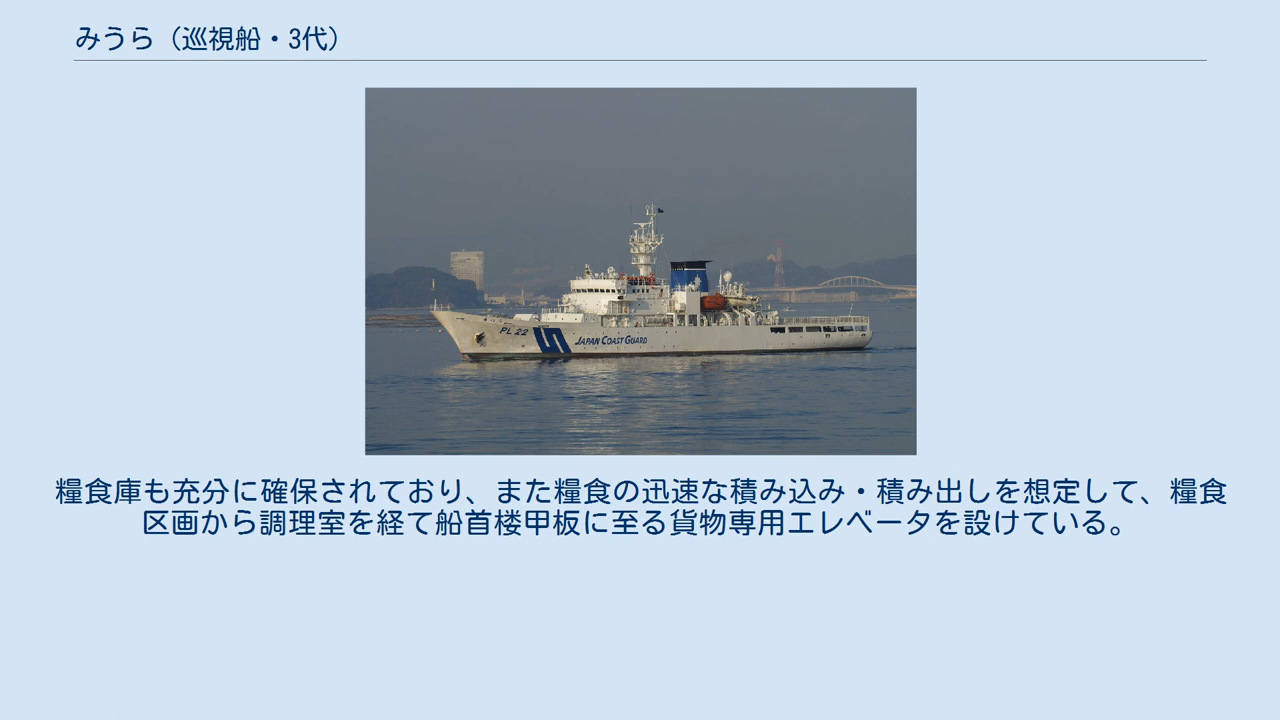 みうら（巡視船・3代）
PL 22
JAPAN COAST GUARD
糧食庫も充分に確保されており、また糧食の迅速な積み込み・積み出しを想定して、糧食
区画から調理室を経て船首楼甲板に至る貨物専用エレベータを設けている。